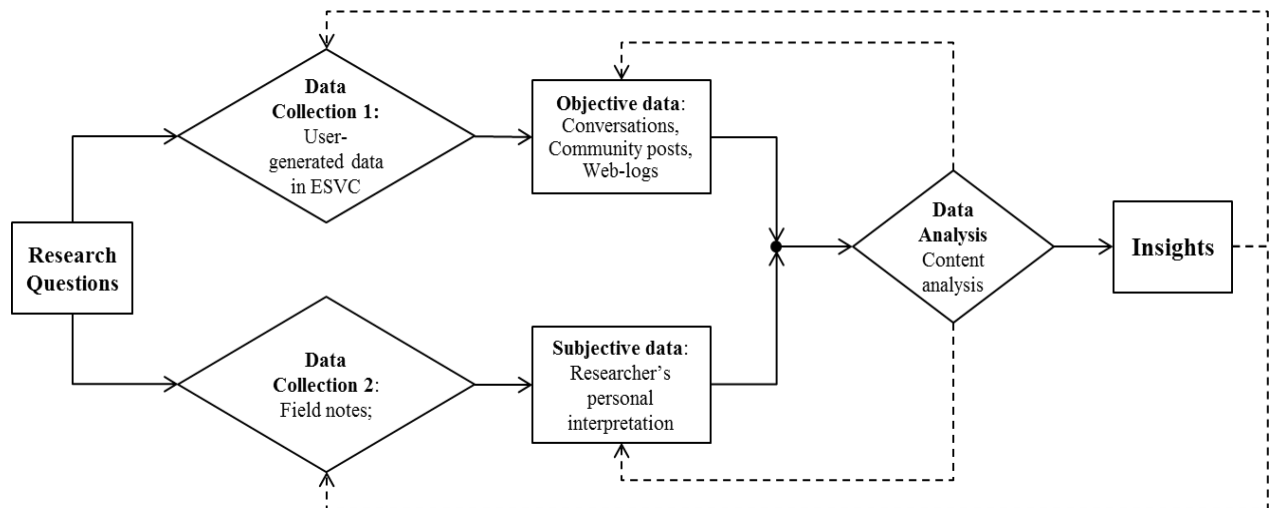 Research
Questions
Data
Collection 1:
User-
generated data
in ESVC
Objective data:
Conversations,
Community posts,
Web-logs
Data
Collection 2:
Field notes;
Subjective data:
Researcher’s
personal
interpretation
Data
Analysis
Content
analysis
Insights